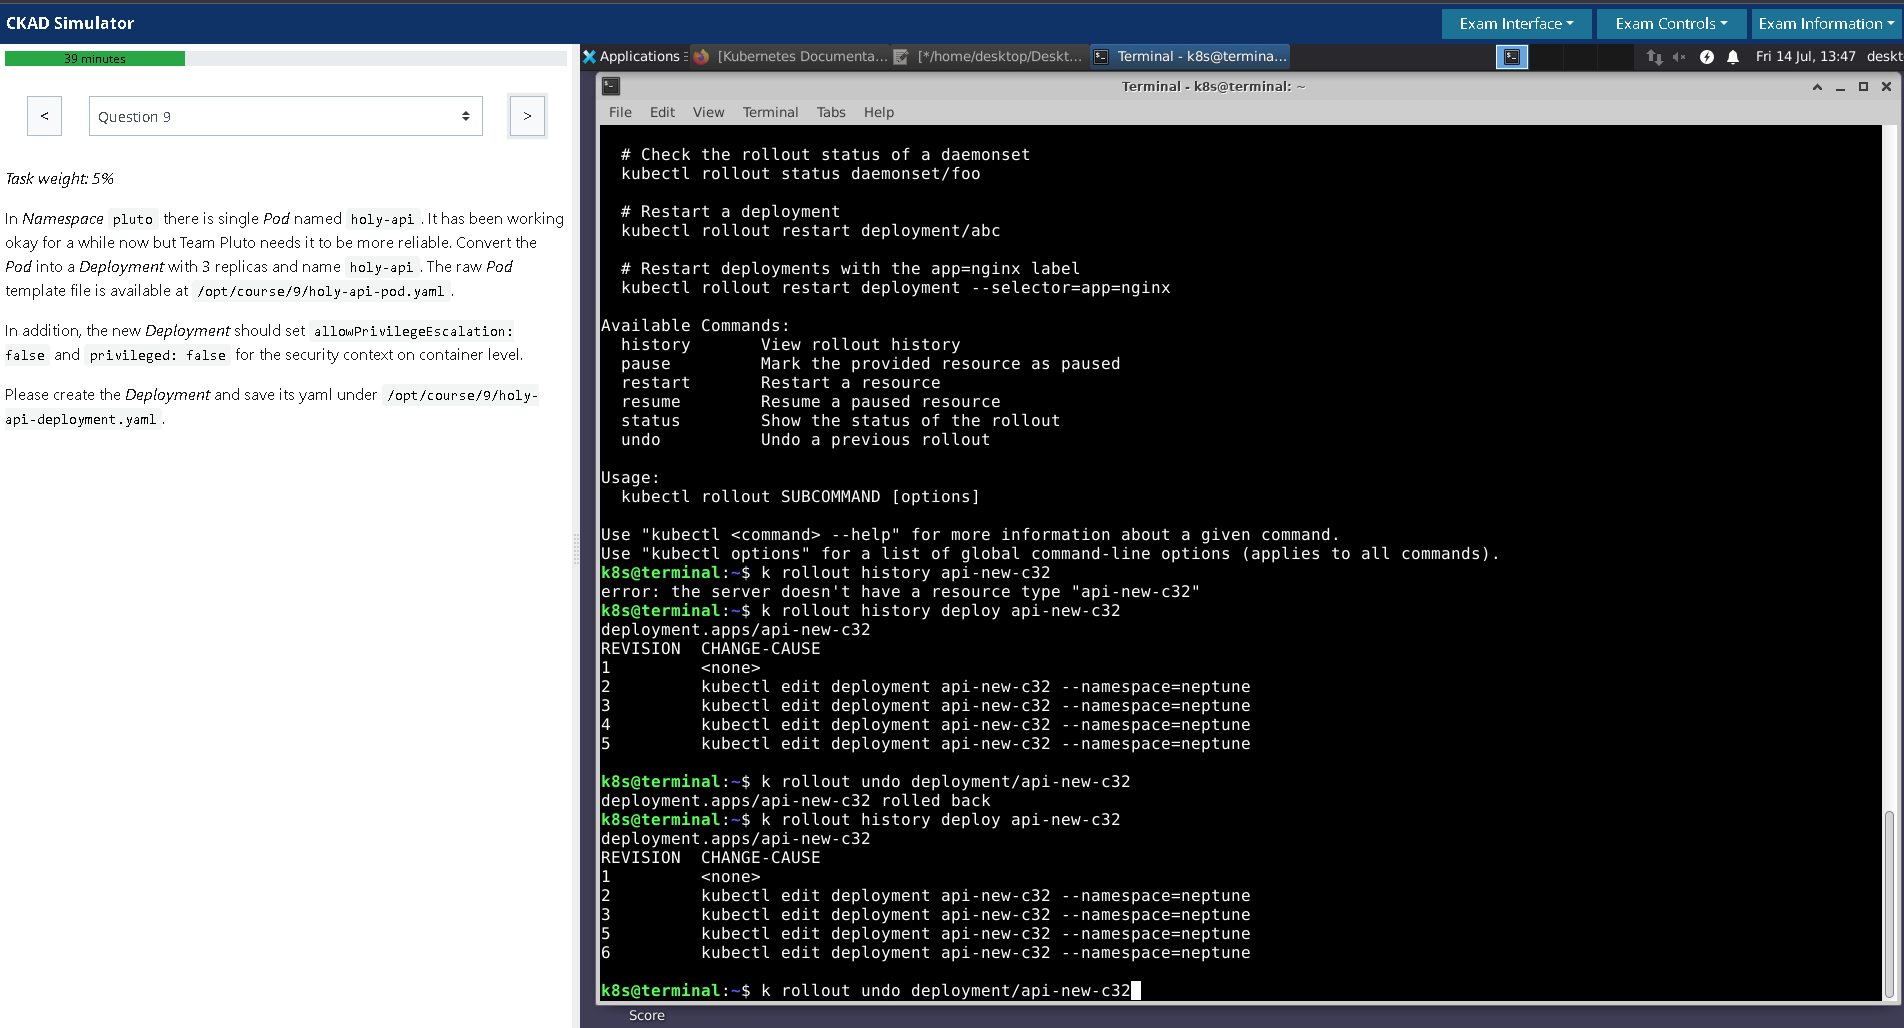 CKAD Simulator
Exam Interface
Exam Controls
Exam Information
39 minutes
<
Question 9
>
Task weight: 5%
In Namespace pluto there is single Pod named holy-api . It has been working
okay for a while now but Team Pluto needs it to be more reliable. Convert the
Pod into a Deployment with 3 replicas and name holy-api . The raw Pod
template file is available at /opt/course/9/holy-api-pod.yaml .
In addition, the new Deployment should set allowPrivilegeEscalation:
false and privileged: false for the security context on container level.
Please create the Deployment and save its yaml under /opt/course/9/holy-
api-deployment.yaml .
Applications
[Kubernetes Documenta...
[*/home/desktop/Deskt...
Terminal - k8s@termina...
Fri 14 Jul, 13:47
deskt
Terminal - k8s@terminal: ~
File Edit View Terminal Tabs Help
# Check the rollout status of a daemonset
kubectl rollout status daemonset/foo
# Restart a deployment
kubectl rollout restart deployment/abc
# Restart deployments with the app=nginx label
kubectl rollout restart deployment --selector=app=nginx
Available Commands:
history View rollout history
pause Mark the provided resource as paused
restart Restart a resource
resume Resume a paused resource
status Show the status of the rollout
undo Undo a previous rollout
Usage:
kubectl rollout SUBCOMMAND [options]
Use "kubectl <command> --help" for more information about a given command.
Use "kubectl options" for a list of global command-line options (applies to all commands).
k8s@terminal:~$ k rollout history api-new-c32
error: the server doesn't have a resource type "api-new-c32"
k8s@terminal:~$ k rollout history deploy api-new-c32
deployment.apps/api-new-c32
REVISION CHANGE-CAUSE
1 <none>
2 kubectl edit deployment api-new-c32 --namespace=neptune
3 kubectl edit deployment api-new-c32 --namespace=neptune
4 kubectl edit deployment api-new-c32 --namespace=neptune
5 kubectl edit deployment api-new-c32 --namespace=neptune
k8s@terminal:~$ k rollout undo deployment/api-new-c32
deployment.apps/api-new-c32 rolled back
k8s@terminal:~$ k rollout history deploy api-new-c32
deployment.apps/api-new-c32
REVISION CHANGE-CAUSE
1 <none>
2 kubectl edit deployment api-new-c32 --namespace=neptune
3 kubectl edit deployment api-new-c32 --namespace=neptune
5 kubectl edit deployment api-new-c32 --namespace=neptune
6 kubectl edit deployment api-new-c32 --namespace=neptune
k8s@terminal:~$ k rollout undo deployment/api-new-c32
Score